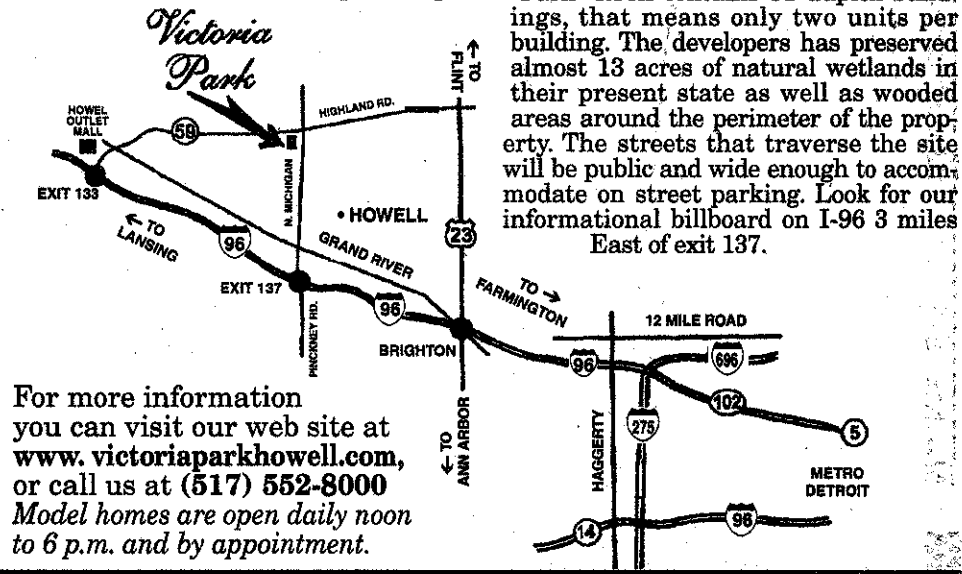 ings, that means only two units per
building. The developers has preserved
almost 13 acres of natural wetlands in
their present state as well as wooded
areas around the perimeter of the prop-
erty. The streets that traverse the site
will be public and wide enough to accom-
modate on street parking. Look for our
informational billboard on I-96 3 miles
East of exit 137.
Victoria
Park
← TO
FLINT
HIGHLAND RD.
HOWEL
OUTLET
MALL
59
N. MICHIGAN
EXIT 133
• HOWELL
← TO
LANSING
96
GRAND RIVER
23
EXIT 137
PINCKNEY RD.
96
TO →
FARMINGTON
BRIGHTON
12 MILE ROAD
96
696
← TO
ANN ARBOR
HAGGERTY
275
102
5
METRO
DETROIT
14
96
For more information
you can visit our web site at
www. victoriaparkhowell.com,
or call us at (517) 552-8000
Model homes are open daily noon
to 6 p.m. and by appointment.